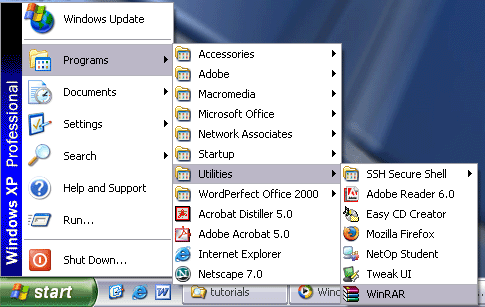 Windows XP Professional
Windows Update
Programs
Documents
Settings
Search
Help and Support
Run...
Shut Down...
Accessories
Adobe
Macromedia
Microsoft Office
Network Associates
Startup
Utilities
WordPerfect Office 2000
Acrobat Distiller 5.0
Adobe Acrobat 5.0
Internet Explorer
Netscape 7.0
SSH Secure Shell
Adobe Reader 6.0
Easy CD Creator
Mozilla Firefox
NetOp Student
Tweak UI
WinRAR
start
tutorials
Windo